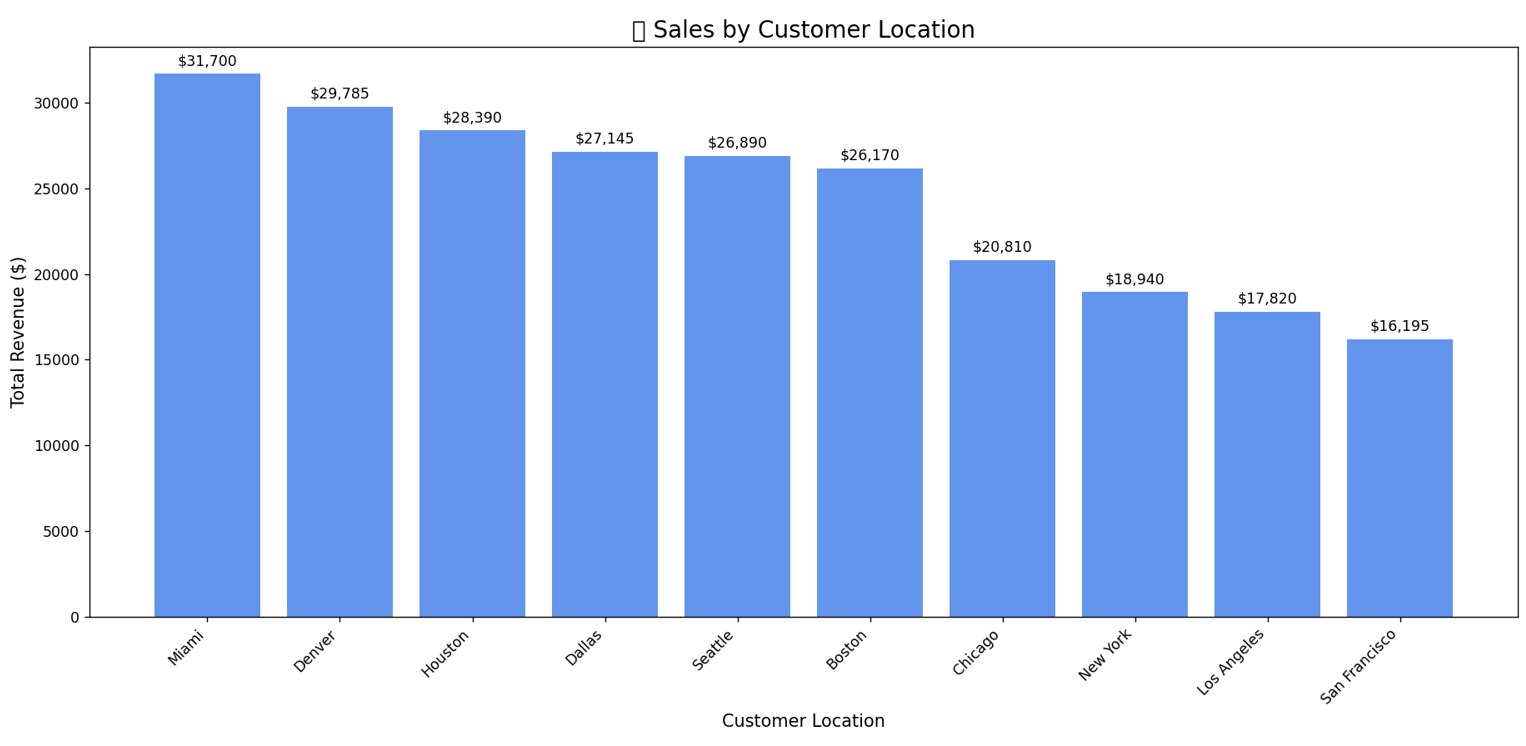 Sales by Customer Location
$31,700
$29,785
$28,390
$27,145
$26,890
$26,170
$20,810
$18,940
$17,820
$16,195
Total Revenue ($)
30000
25000
20000
15000
10000
5000
0
Miami
Denver
Houston
Dallas
Seattle
Boston
Chicago
New York
Los Angeles
San Francisco
Customer Location